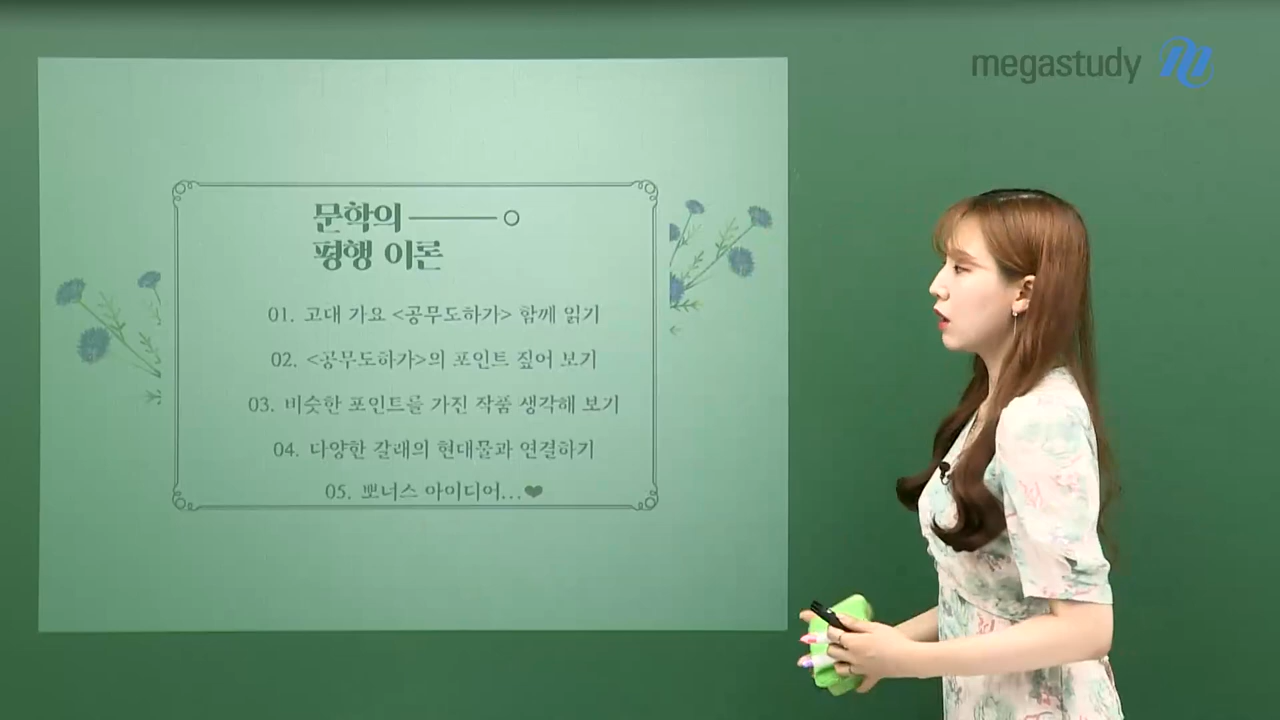 megastudy
문학의
평행 이론
01. 고대 가요 <공무도하가> 함께 읽기
02. <공무도하가>의 포인트 짚어 보기
03. 비슷한 포인트를 가진 작품 생각해 보기
04. 다양한 갈래의 현대물과 연결하기
05. 뽀너스 아이디어...❤